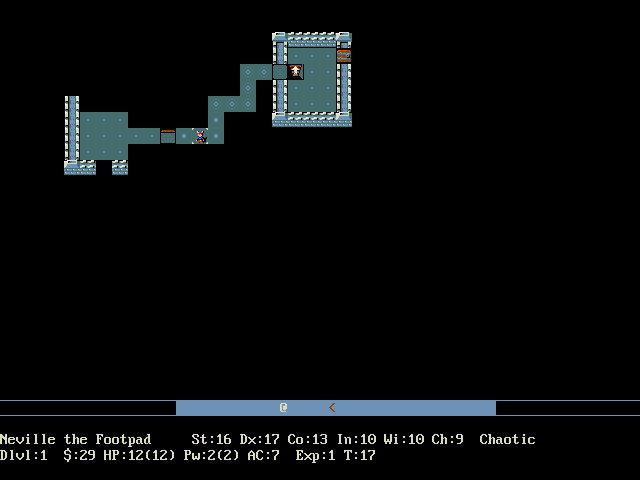 @ <
Neville the Footpad St:16 Dx:17 Co:13 In:10 Wi:10 Ch:9 Chaotic
Dlvl:1 $:29 HP:12(12) Pw:2(2) AC:7 Exp:1 T:17